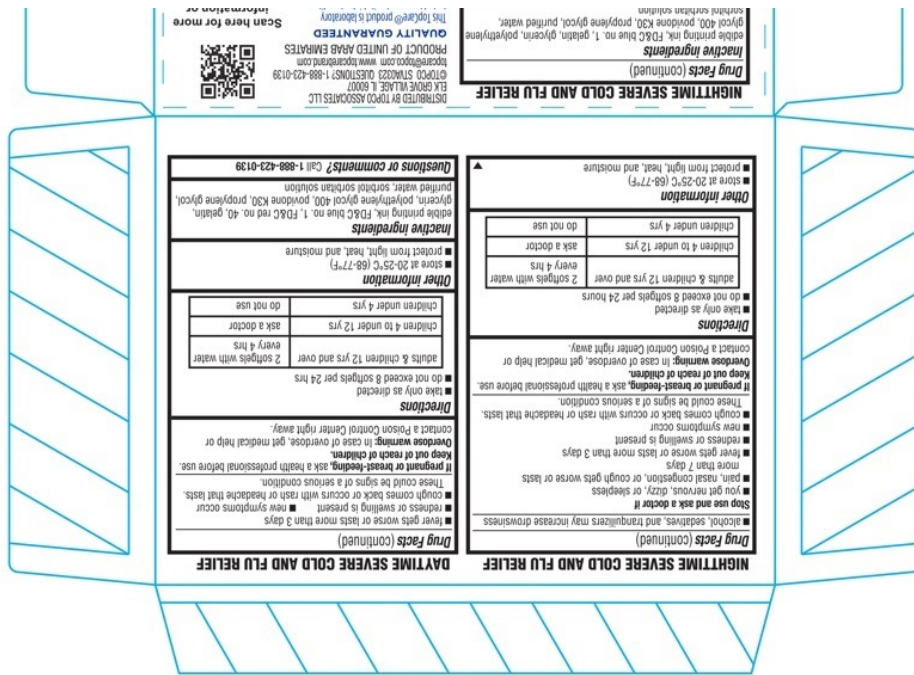 NIGHTTIME SEVERE COLD AND FLU RELIEF
Drug Facts (continued)
■ alcohol, sedatives, and tranquilizers may increase drowsiness
Stop use and ask a doctor if
■ you get nervous, dizzy, or sleepless
■ pain, nasal congestion, or cough gets worse or lasts
more than 7 days
■ fever gets worse or lasts more than 3 days
■ redness or swelling is present
■ new symptoms occur
■ cough comes back or occurs with rash or headache that lasts.
These could be signs of a serious condition.
If pregnant or breast-feeding, ask a health professional before use.
Keep out of reach of children.
Overdose warning: In case of overdose, get medical help or
contact a Poison Control Center right away.
Directions
■ take only as directed
■ do not exceed 8 softgels per 24 hours
adults & children 12 yrs and over 2 softgels with water
every 4 hrs
children 4 to under 12 yrs ask a doctor
children under 4 yrs do not use
Other information
■ store at 20-25°C (68-77°F)
■ protect from light, heat, and moisture
DAYTIME SEVERE COLD AND FLU RELIEF
Drug Facts (continued)
■ fever gets worse or lasts more than 3 days
■ redness or swelling is present ■ new symptoms occur
■ cough comes back or occurs with rash or headache that lasts.
These could be signs of a serious condition.
If pregnant or breast-feeding, ask a health professional before use.
Keep out of reach of children.
Overdose warning: In case of overdose, get medical help or
contact a Poison Control Center right away.
Directions
■ take only as directed
■ do not exceed 8 softgels per 24 hrs
adults & children 12 yrs and over 2 softgels with water
every 4 hrs
children 4 to under 12 yrs ask a doctor
children under 4 yrs do not use
Other information
■ store at 20-25°C (68-77°F)
■ protect from light, heat, and moisture
Inactive ingredients
edible printing ink, FD&C blue no. 1, FD&C red no. 40, gelatin,
glycerin, polyethylene glycol 400, povidone K30, propylene glycol,
purified water, sorbitol sorbitan solution
Questions or comments? Call 1-888-423-0139
NIGHTTIME SEVERE COLD AND FLU RELIEF
Drug Facts (continued)
Inactive ingredients
edible printing ink, FD&C blue no. 1, gelatin, glycerin, polyethylene
glycol 400, povidone K30, propylene glycol, purified water,
sorbitol sorbitan solution
DISTRIBUTED BY TOPCO ASSOCIATES LLC
ELK GROVE VILLAGE, IL 60007
©TOPCO STAV0323 QUESTIONS? 1-888-423-0139
topcare@topco.com www.topcarebrand.com
PRODUCT OF UNITED ARAB EMIRATES
QUALITY GUARANTEED
This TopCare® product is laboratory
Scan here for more
information or